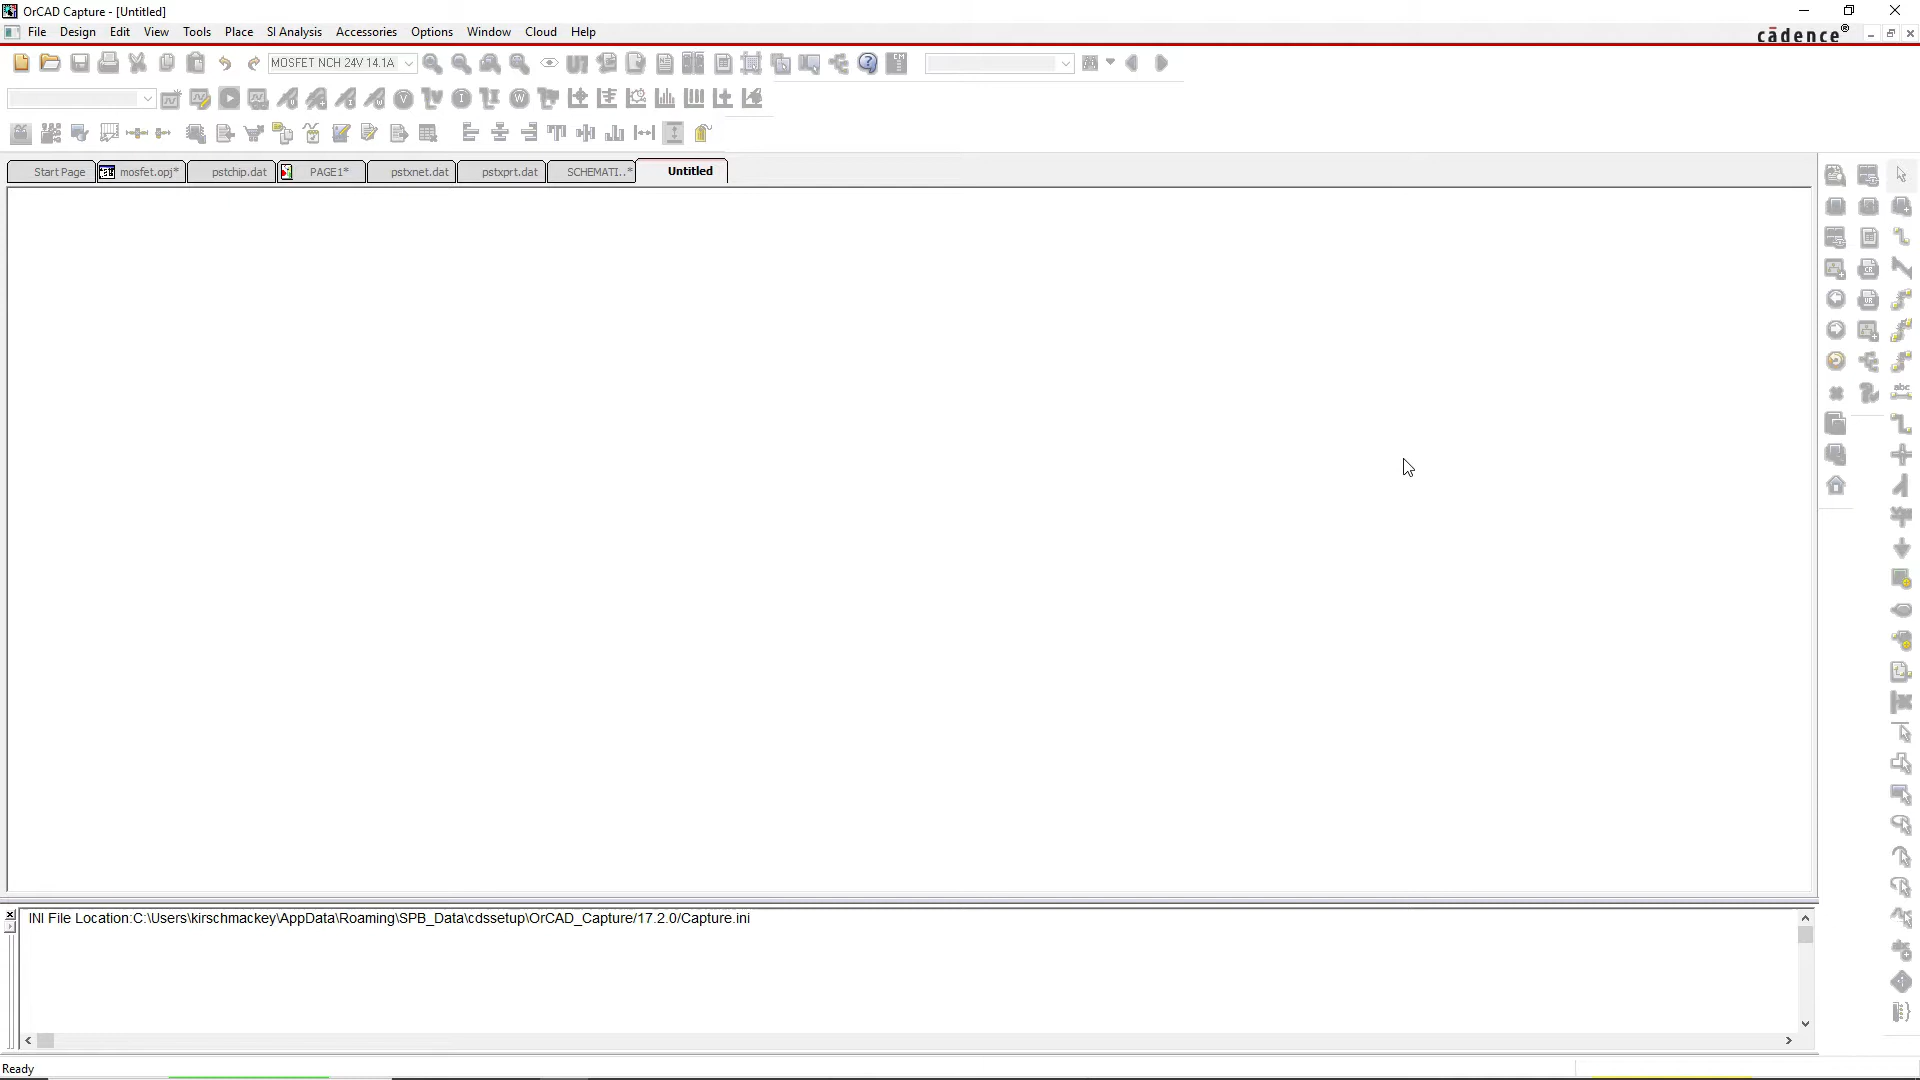 OrCAD Capture - [Untitled]
File Design Edit View Tools Place SI Analysis Accessories Options Window Cloud Help
cādence®
MOSFET NCH 24V 14.1A
Start Page mosfet.opj* pstchip.dat PAGE1* pstxnet.dat pstxprt.dat SCHEMATI..* Untitled
INI File Location:C:\Users\kirschmackey\AppData\Roaming\SPB_Data\cdssetup\OrCAD_Capture/17.2.0/Capture.ini
Ready